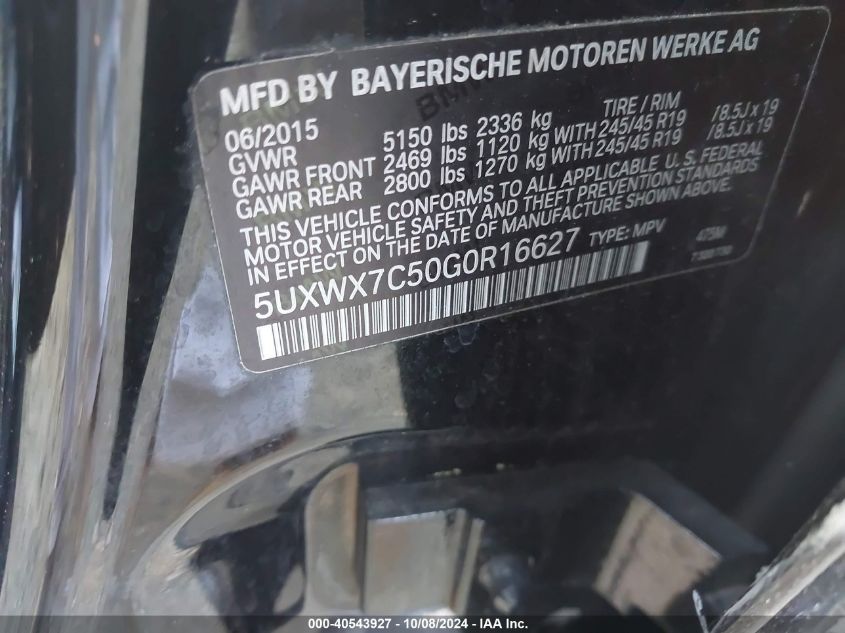 MFD BY BAYERISCHE MOTOREN WERKE AG
06/2015 TIRE / RIM
GVWR 5150 lbs 2336 kg
GAWR FRONT 2469 lbs 1120 kg WITH 245/45 R19 /8.5J x 19
GAWR REAR 2800 lbs 1270 kg WITH 245/45 R19 /8.5J x 19
THIS VEHICLE CONFORMS TO ALL APPLICABLE U.S. FEDERAL
MOTOR VEHICLE SAFETY AND THEFT PREVENTION STANDARDS
IN EFFECT ON THE DATE OF MANUFACTURE SHOWN ABOVE.
5UXWX7C50G0R16627 TYPE: MPV 475M
000-40543927 - 10/08/2024 - IAA Inc.